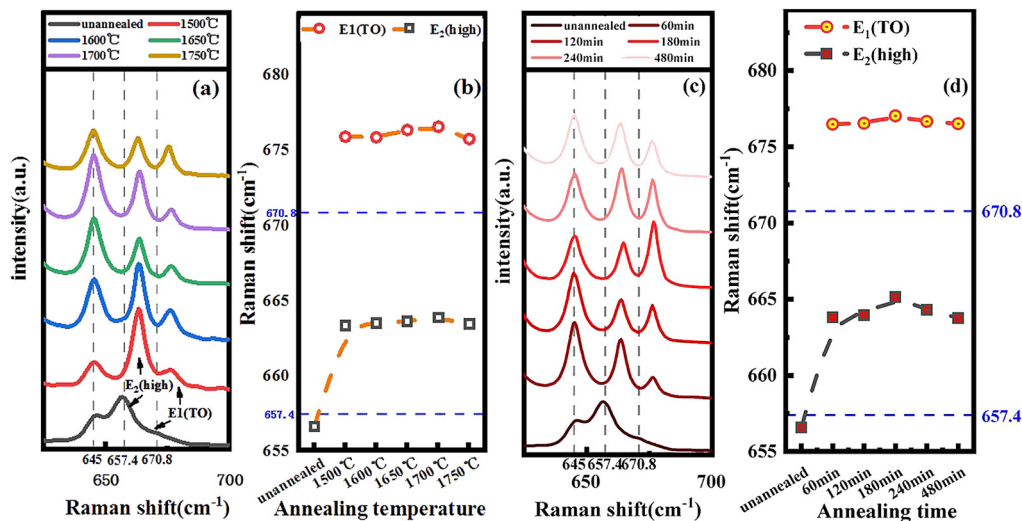 unannealed 1500℃
1600℃ 1650℃
1700℃ 1750℃
(a)
intensity(a.u.)
E₂(high)
E1(TO)
645 657.4 670.8
650 700
Raman shift(cm⁻¹)
E1(TO) E₂(high)
(b)
Raman shift(cm⁻¹)
680
675
670.8
670
665
660
657.4
655
unannealed 1500℃ 1600℃ 1650℃ 1700℃ 1750℃
Annealing temperature
unannealed 60min
120min 180min
240min 480min
(c)
intensity(a.u.)
645 657.4 670.8
650 700
Raman shift(cm⁻¹)
E₁(TO)
E₂(high)
(d)
Raman shift(cm⁻¹)
680
675
670
665
660
655
670.8
657.4
unannealed 60min 120min 180min 240min 480min
Annealing time